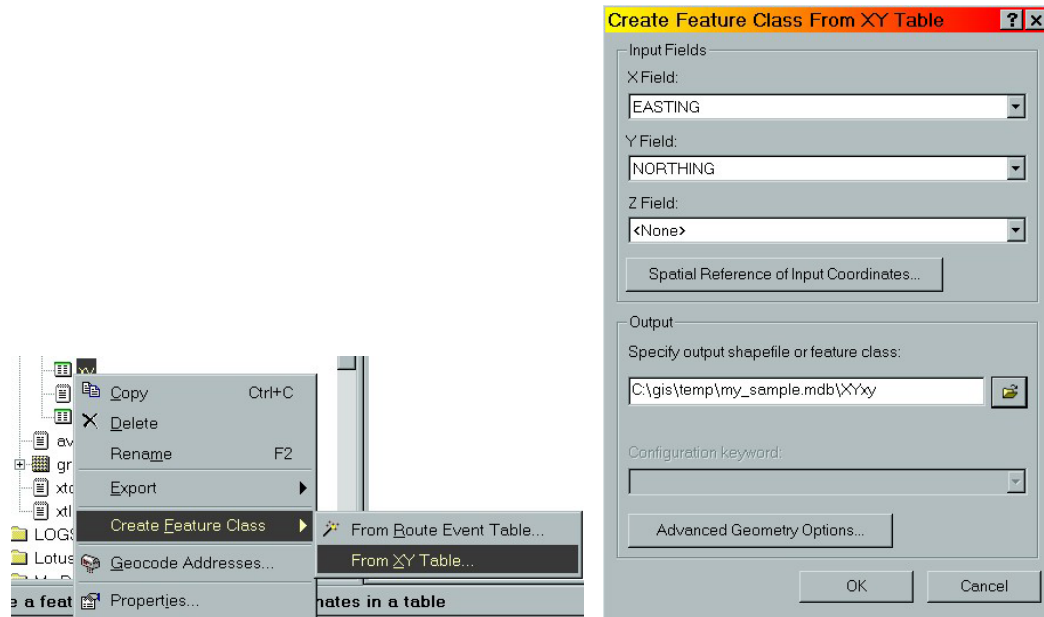 xy
Copy Ctrl+C
Delete
Rename F2
Export
Create Feature Class
Geocode Addresses...
Properties...
From Route Event Table...
From XY Table...
av
gr
xtc
xtl
LOGS
Lotus
e a feat
nates in a table
Create Feature Class From XY Table
Input Fields
X Field:
EASTING
Y Field:
NORTHING
Z Field:
<None>
Spatial Reference of Input Coordinates...
Output
Specify output shapefile or feature class:
C:\gis\temp\my_sample.mdb\XYxy
Configuration keyword:
Advanced Geometry Options...
OK Cancel